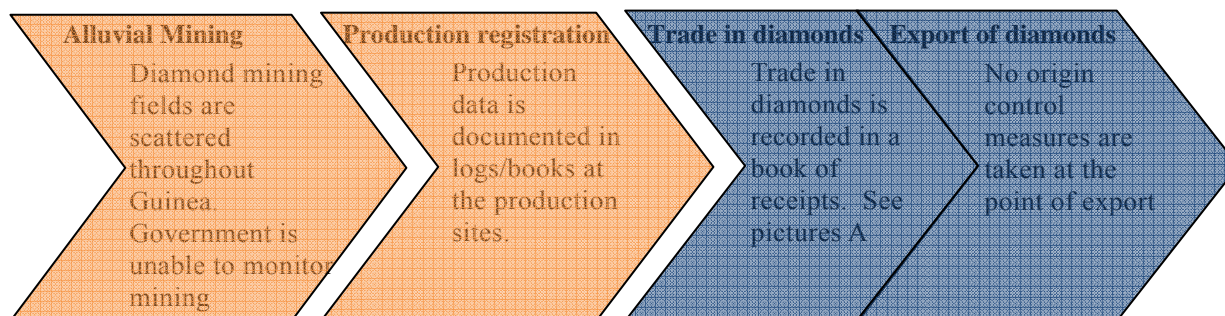 Alluvial Mining
Diamond mining
fields are
scattered
throughout
Guinea.
Government is
unable to monitor
mining
Production registration
Production
data is
documented in
logs/books at
the production
sites.
Trade in diamonds
Trade in
diamonds is
recorded in a
book of
receipts.  See
pictures A
Export of diamonds
No origin
control
measures are
taken at the
point of export